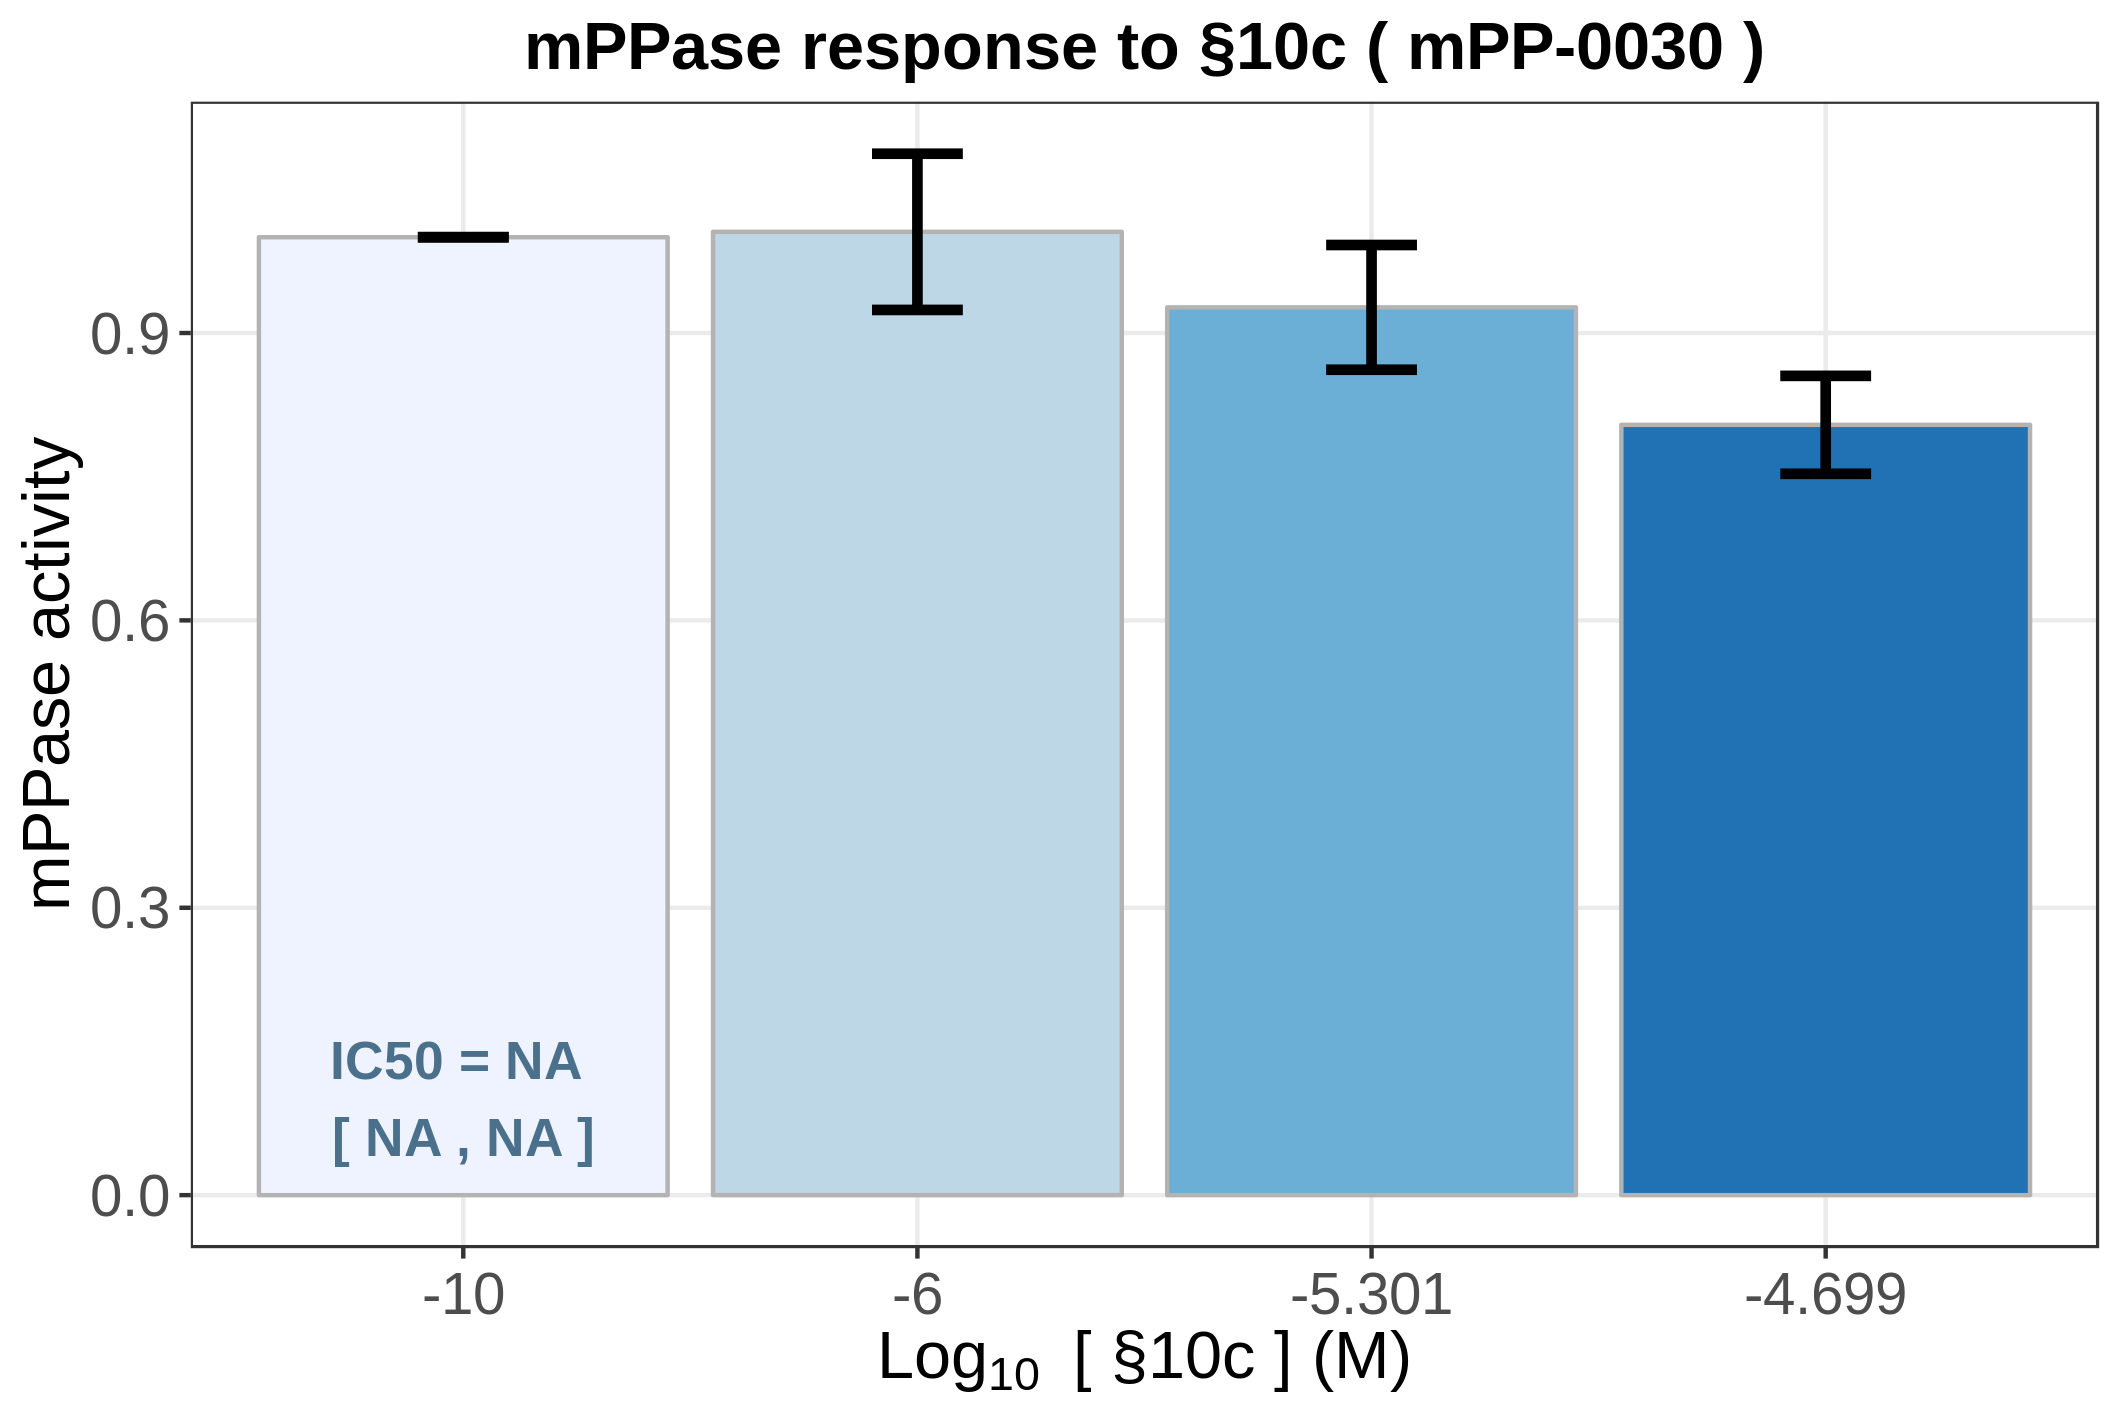 mPPase response to §10c ( mPP-0030 )
mPPase activity
0.9
0.6
0.3
0.0
IC50 = NA
[ NA , NA ]
-10
-6
-5.301
-4.699
Log₁₀ [ §10c ] (M)